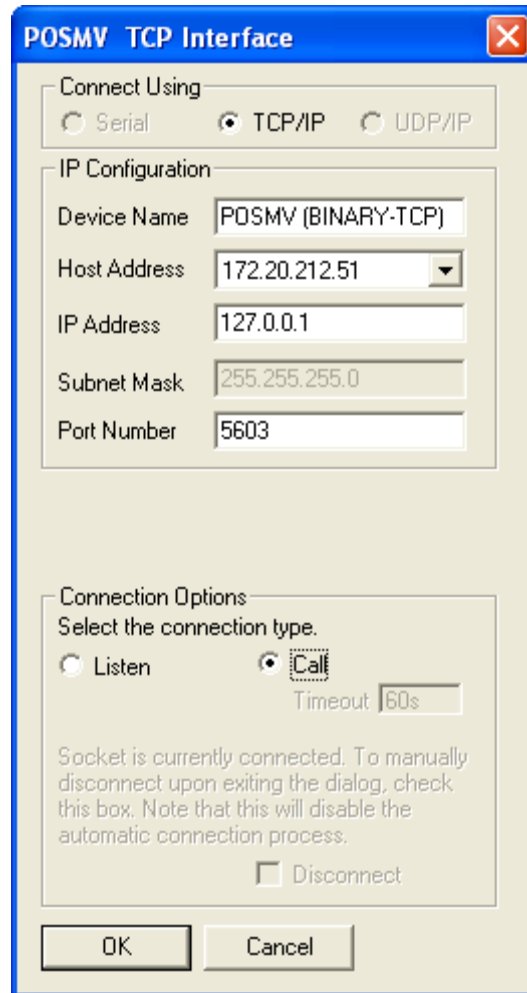 POSMV TCP Interface
Connect Using
Serial TCP/IP UDP/IP
IP Configuration
Device Name POSMV (BINARY-TCP)
Host Address 172.20.212.51
IP Address 127.0.0.1
Subnet Mask 255.255.255.0
Port Number 5603
Connection Options
Select the connection type.
Listen Call
Timeout 60s
Socket is currently connected. To manually
disconnect upon exiting the dialog, check
this box. Note that this will disable the
automatic connection process.
Disconnect
OK Cancel